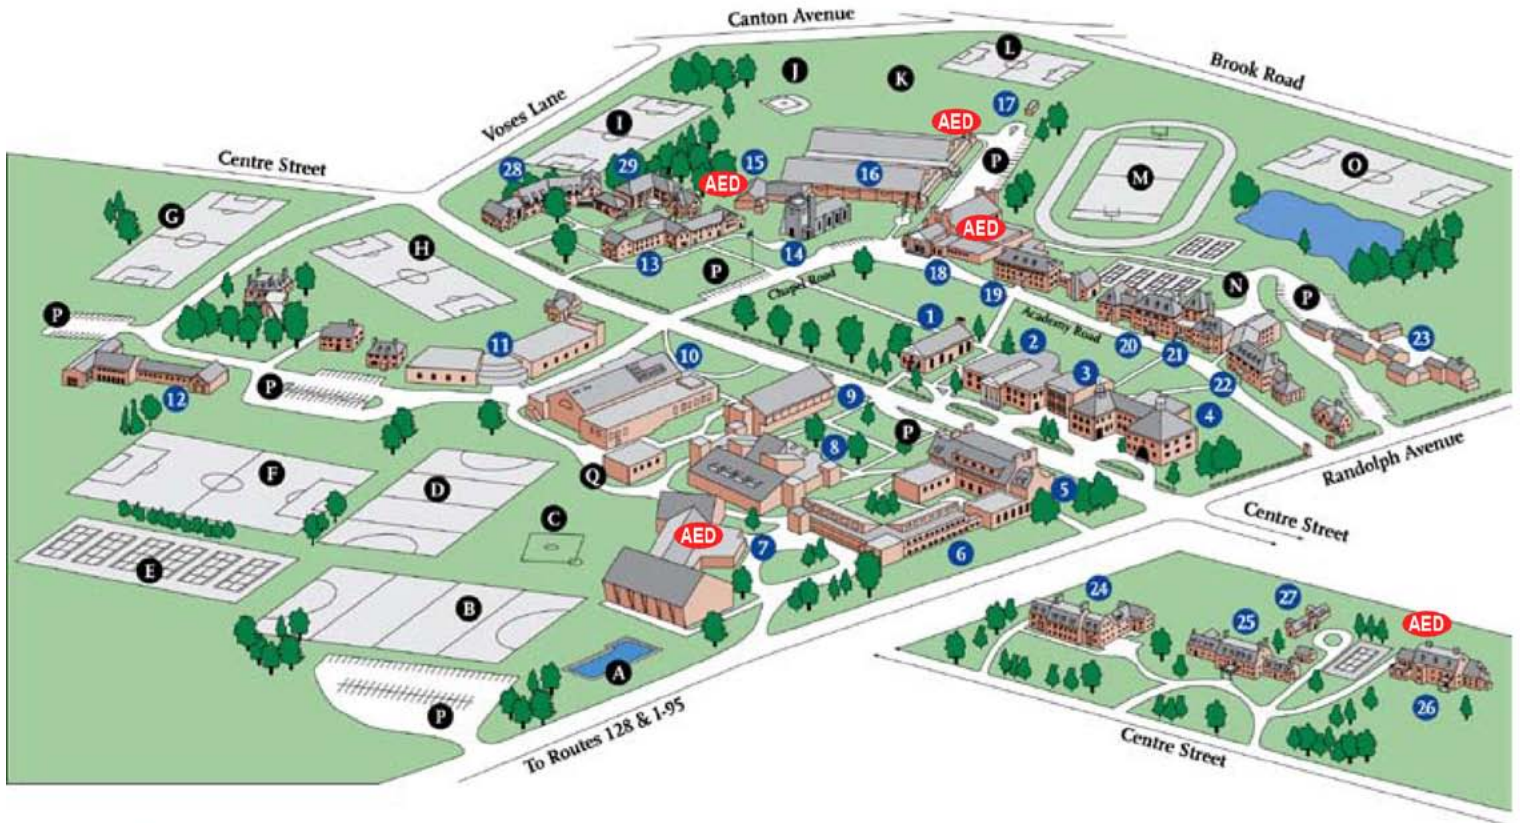 Canton Avenue
L
Brook Road
J
K
17
Voses Lane
I
AED
Centre Street
28
29
15
16
P
M
O
AED
G
AED
H
14
13
P
18
N
P
Chapel Road
19
P
1
Academy Road
11
10
2
20
21
23
3
22
P
12
9
4
P
8
Randolph Avenue
F
Q
D
5
Centre Street
C
AED
7
6
E
B
24
27
25
AED
A
P
26
To Routes 128 & I-95
Centre Street